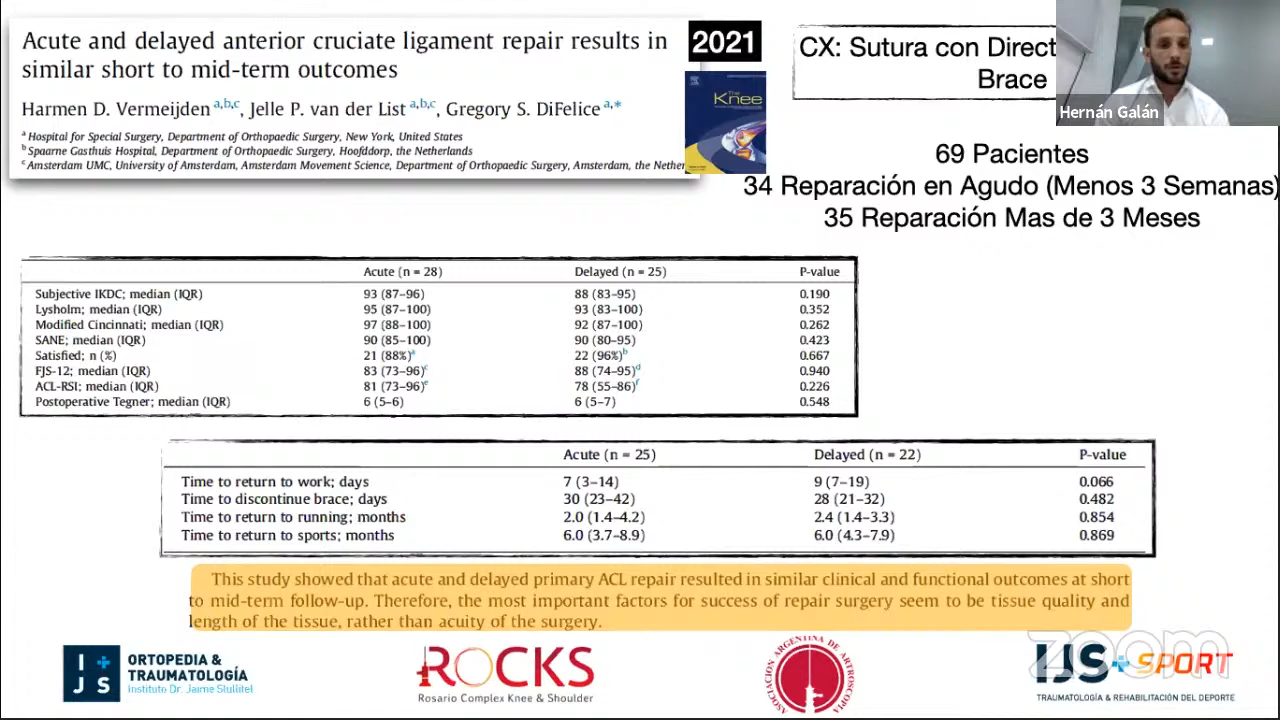 Acute and delayed anterior cruciate ligament repair results in
similar short to mid-term outcomes
Harmen D. Vermeijden a,b,c, Jelle P. van der List a,b,c, Gregory S. DiFelice a,*
a Hospital for Special Surgery, Department of Orthopaedic Surgery, New York, United States
b Spaarne Gasthuis Hospital, Department of Orthopaedic Surgery, Hoofddorp, the Netherlands
c Amsterdam UMC, University of Amsterdam, Amsterdam Movement Science, Department of Orthopaedic Surgery, Amsterdam, the Nether
2021
The Knee
CX: Sutura con Direct
Brace
Hernán Galán
69 Pacientes
34 Reparación en Agudo (Menos 3 Semanas)
35 Reparación Mas de 3 Meses
Acute (n = 28) Delayed (n = 25) P-value
Subjective IKDC; median (IQR) 93 (87–96) 88 (83–95) 0.190
Lysholm; median (IQR) 95 (87–100) 93 (83–100) 0.352
Modified Cincinnati; median (IQR) 97 (88–100) 92 (87–100) 0.262
SANE; median (IQR) 90 (85–100) 90 (80–95) 0.423
Satisfied; n (%) 21 (88%)a 22 (96%)b 0.667
FJS-12; median (IQR) 83 (73–96)c 88 (74–95)d 0.940
ACL-RSI; median (IQR) 81 (73–96)e 78 (55–86)f 0.226
Postoperative Tegner; median (IQR) 6 (5–6) 6 (5–7) 0.548
Acute (n = 25) Delayed (n = 22) P-value
Time to return to work; days 7 (3–14) 9 (7–19) 0.066
Time to discontinue brace; days 30 (23–42) 28 (21–32) 0.482
Time to return to running; months 2.0 (1.4–4.2) 2.4 (1.4–3.3) 0.854
Time to return to sports; months 6.0 (3.7–8.9) 6.0 (4.3–7.9) 0.869
This study showed that acute and delayed primary ACL repair resulted in similar clinical and functional outcomes at short
to mid-term follow-up. Therefore, the most important factors for success of repair surgery seem to be tissue quality and
length of the tissue, rather than acuity of the surgery.
IJS
ORTOPEDIA &
TRAUMATOLOGÍA
Instituto Dr. Jaime Slullitel
ROCKS
Rosario Complex Knee & Shoulder
ASOCIACIÓN ARGENTINA DE ARTROSCOPIA
zoom
IJS+SPORT
TRAUMATOLOGÍA & REHABILITACIÓN DEL DEPORTE